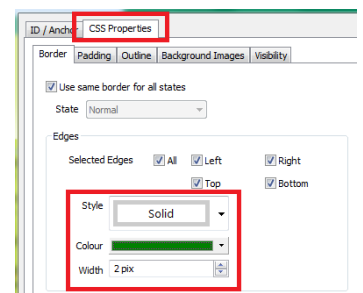 ID / Anchor CSS Properties
Border Padding Outline Background Images Visibility
Use same border for all states
State Normal
Edges
Selected Edges All Left Right
Top Bottom
Style Solid
Colour
Width 2 pix